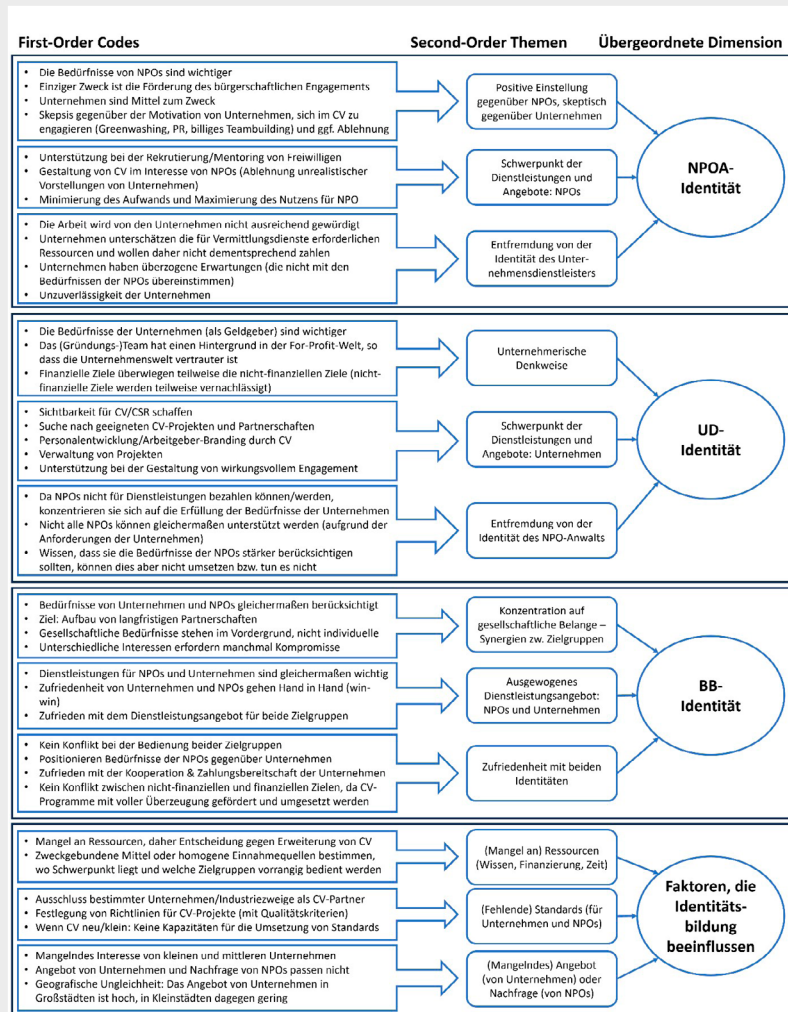 First-Order Codes
Second-Order Themen
Übergeordnete Dimension
• Die Bedürfnisse von NPOs sind wichtiger
• Einziger Zweck ist die Förderung des bürgerschaftlichen Engagements
• Unternehmen sind Mittel zum Zweck
• Skepsis gegenüber der Motivation von Unternehmen, sich im CV zu
engagieren (Greenwashing, PR, billiges Teambuilding) und ggf. Ablehnung
Positive Einstellung
gegenüber NPOs, skeptisch
gegenüber Unternehmen
• Unterstützung bei der Rekrutierung/Mentoring von Freiwilligen
• Gestaltung von CV im Interesse von NPOs (Ablehnung unrealistischer
Vorstellungen von Unternehmen)
• Minimierung des Aufwands und Maximierung des Nutzens für NPO
Schwerpunkt der
Dienstleistungen und
Angebote: NPOs
• Die Arbeit wird von den Unternehmen nicht ausreichend gewürdigt
• Unternehmen unterschätzen die für Vermittlungsdienste erforderlichen
Ressourcen und wollen daher nicht dementsprechend zahlen
• Unternehmen haben überzogene Erwartungen (die nicht mit den
Bedürfnissen der NPOs übereinstimmen)
• Unzuverlässigkeit der Unternehmen
Entfremdung von der
Identität des Unter-
nehmensdienstleisters
NPOA-
Identität
• Die Bedürfnisse der Unternehmen (als Geldgeber) sind wichtiger
• Das (Gründungs-)Team hat einen Hintergrund in der For-Profit-Welt, so
dass die Unternehmenswelt vertrauter ist
• Finanzielle Ziele überwiegen teilweise die nicht-finanziellen Ziele (nicht-
finanzielle Ziele werden teilweise vernachlässigt)
Unternehmerische
Denkweise
• Sichtbarkeit für CV/CSR schaffen
• Suche nach geeigneten CV-Projekten und Partnerschaften
• Personalentwicklung/Arbeitgeber-Branding durch CV
• Verwaltung von Projekten
• Unterstützung bei der Gestaltung von wirkungsvollem Engagement
Schwerpunkt der
Dienstleistungen und
Angebote: Unternehmen
• Da NPOs nicht für Dienstleistungen bezahlen können/werden,
konzentrieren sie sich auf die Erfüllung der Bedürfnisse der Unternehmen
• Nicht alle NPOs können gleichermaßen unterstützt werden (aufgrund der
Anforderungen der Unternehmen)
• Wissen, dass sie die Bedürfnisse der NPOs stärker berücksichtigen
sollten, können dies aber nicht umsetzen bzw. tun es nicht
Entfremdung von der
Identität des NPO-Anwalts
UD-
Identität
• Bedürfnisse von Unternehmen und NPOs gleichermaßen berücksichtigt
• Ziel: Aufbau von langfristigen Partnerschaften
• Gesellschaftliche Bedürfnisse stehen im Vordergrund, nicht individuelle
• Unterschiedliche Interessen erfordern manchmal Kompromisse
Konzentration auf
gesellschaftliche Belange –
Synergien zw. Zielgruppen
• Dienstleistungen für NPOs und Unternehmen sind gleichermaßen wichtig
• Zufriedenheit von Unternehmen und NPOs gehen Hand in Hand (win-
win)
• Zufrieden mit dem Dienstleistungsangebot für beide Zielgruppen
Ausgewogenes
Dienstleistungsangebot:
NPOs und Unternehmen
• Kein Konflikt bei der Bedienung beider Zielgruppen
• Positionieren Bedürfnisse der NPOs gegenüber Unternehmen
• Zufrieden mit der Kooperation & Zahlungsbereitschaft der Unternehmen
• Kein Konflikt zwischen nicht-finanziellen und finanziellen Zielen, da CV-
Programme mit voller Überzeugung gefördert und umgesetzt werden
Zufriedenheit mit beiden
Identitäten
BB-
Identität
• Mangel an Ressourcen, daher Entscheidung gegen Erweiterung von CV
• Zweckgebundene Mittel oder homogene Einnahmequellen bestimmen,
wo Schwerpunkt liegt und welche Zielgruppen vorrangig bedient werden
(Mangel an) Ressourcen
(Wissen, Finanzierung, Zeit)
• Ausschluss bestimmter Unternehmen/Industriezweige als CV-Partner
• Festlegung von Richtlinien für CV-Projekte (mit Qualitätskriterien)
• Wenn CV neu/klein: Keine Kapazitäten für die Umsetzung von Standards
(Fehlende) Standards (für
Unternehmen und NPOs)
• Mangelndes Interesse von kleinen und mittleren Unternehmen
• Angebot von Unternehmen und Nachfrage von NPOs passen nicht
• Geografische Ungleichheit: Das Angebot von Unternehmen in
Großstädten ist hoch, in Kleinstädten dagegen gering
(Mangelndes) Angebot
(von Unternehmen) oder
Nachfrage (von NPOs)
Faktoren, die
Identitäts-
bildung
beeinflussen